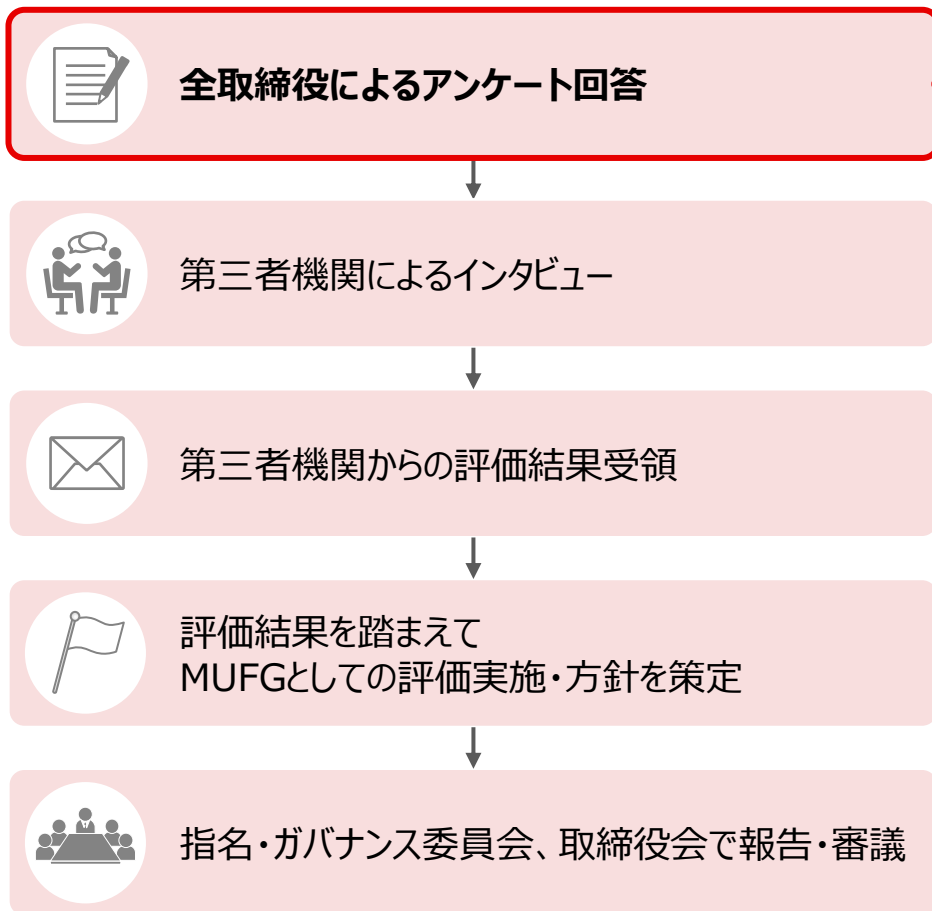 全取締役によるアンケート回答
第三者機関によるインタビュー
第三者機関からの評価結果受領
評価結果を踏まえて
MUFGとしての評価実施・方針を策定
指名・ガバナンス委員会、取締役会で報告・審議